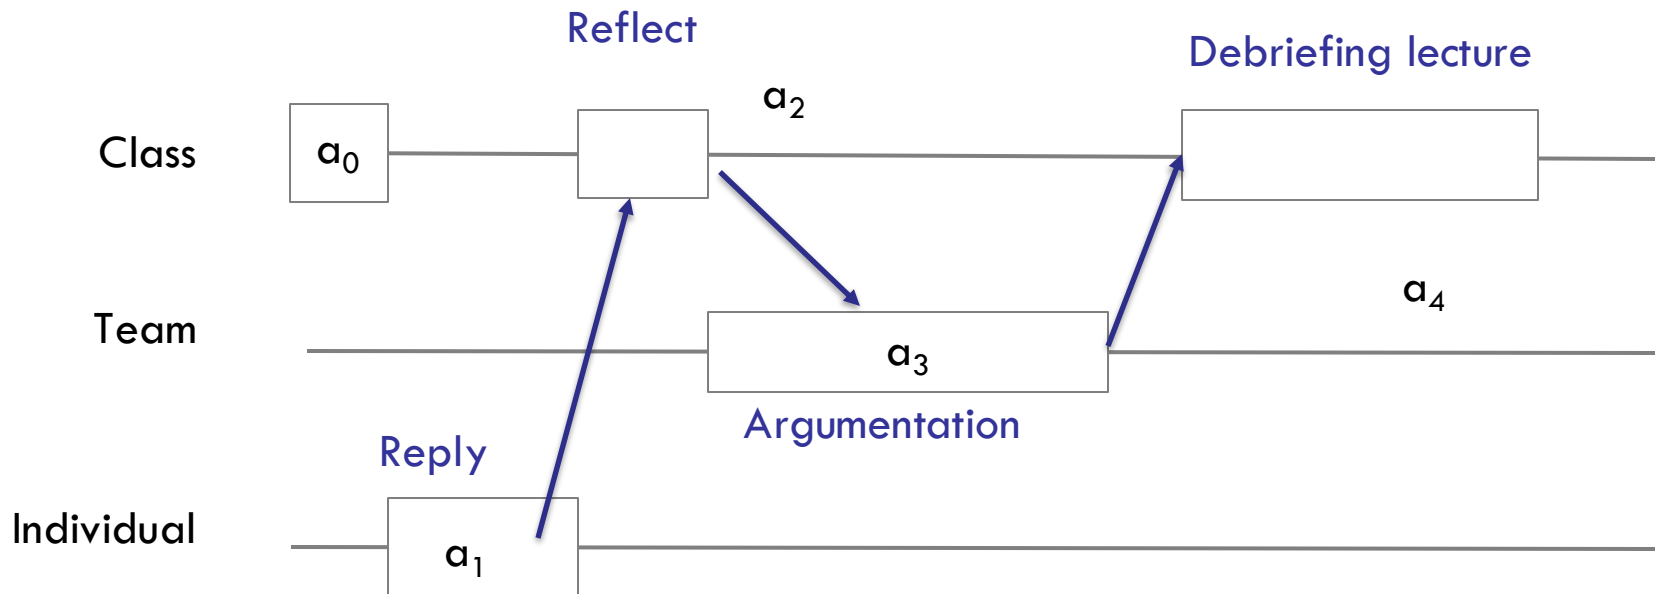 Reflect
Debriefing lecture
a₂
Class
a₀
a₄
Team
a₃
Argumentation
Reply
Individual
a₁